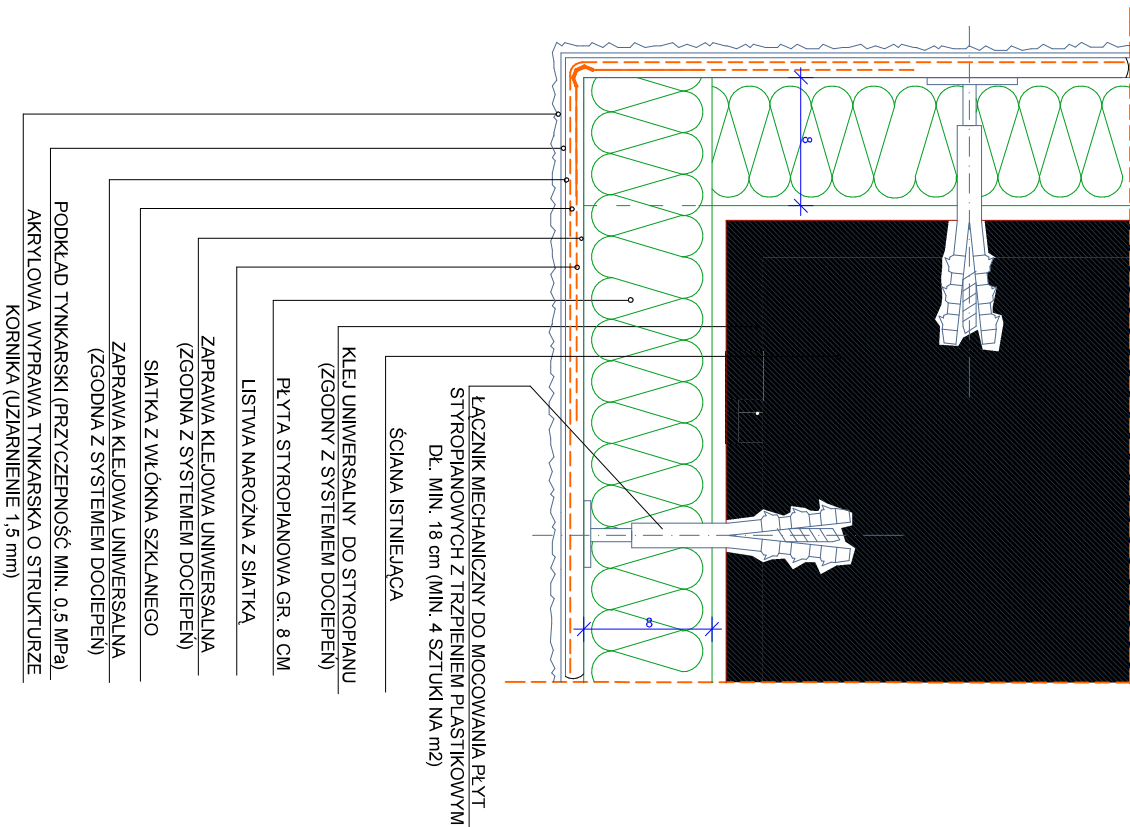 ŁĄCZNIK MECHANICZNY DO MOCOWANIA PŁYT
STYROPIANOWYCH Z TRZPIENIEM PLASTIKOWYM
DŁ. MIN. 18 cm (MIN. 4 SZTUKI NA m2)
ŚCIANA ISTNIEJĄCA
KLEJ UNIWERSALNY DO STYROPIANU
(ZGODNY Z SYSTEMEM DOCIEPEŃ)
PŁYTA STYROPIANOWA GR. 8 CM
LISTWA NAROŻNA Z SIATKĄ
ZAPRAWA KLEJOWA UNIWERSALNA
(ZGODNA Z SYSTEMEM DOCIEPEŃ)
SIATKA Z WŁÓKNA SZKLANEGO
ZAPRAWA KLEJOWA UNIWERSALNA
(ZGODNA Z SYSTEMEM DOCIEPEŃ)
PODKŁAD TYNKARSKI (PRZYCZEPNOŚĆ MIN. 0,5 MPa)
AKRYLOWA WYPRAWA TYNKARSKA O STRUKTURZE
KORNIKA (UZIARNIENIE 1,5 mm)
8
8